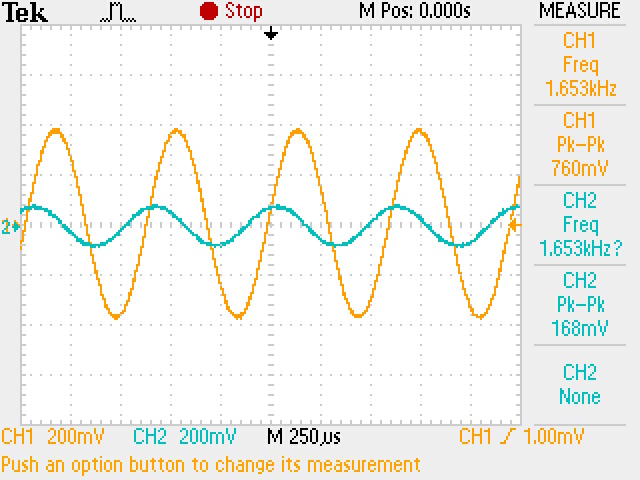 Tek Stop M Pos: 0.000s MEASURE
CH1
Freq
1.653kHz
CH1
Pk-Pk
760mV
CH2
Freq
1.653kHz?
CH2
Pk-Pk
168mV
CH2
None
2
CH1 200mV CH2 200mV M 250µs CH1 1.00mV
Push an option button to change its measurement